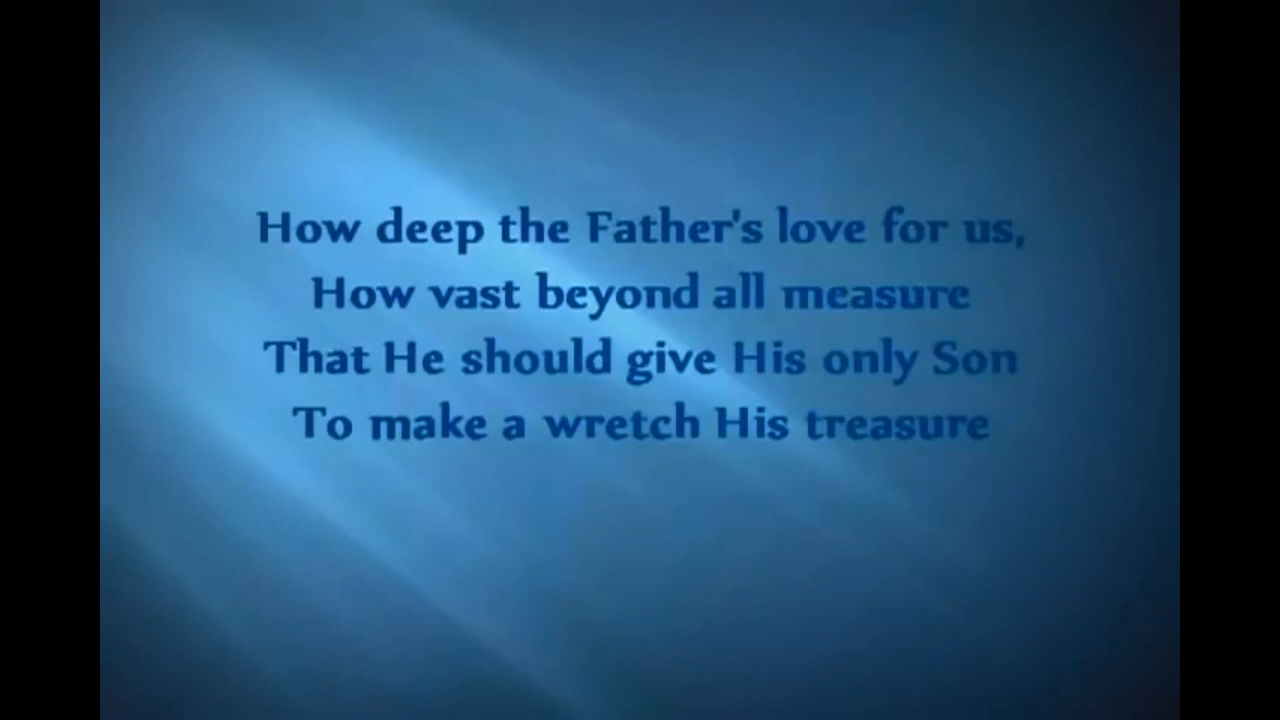 How deep the Father's love for us,
How vast beyond all measure
That He should give His only Son
To make a wretch His treasure